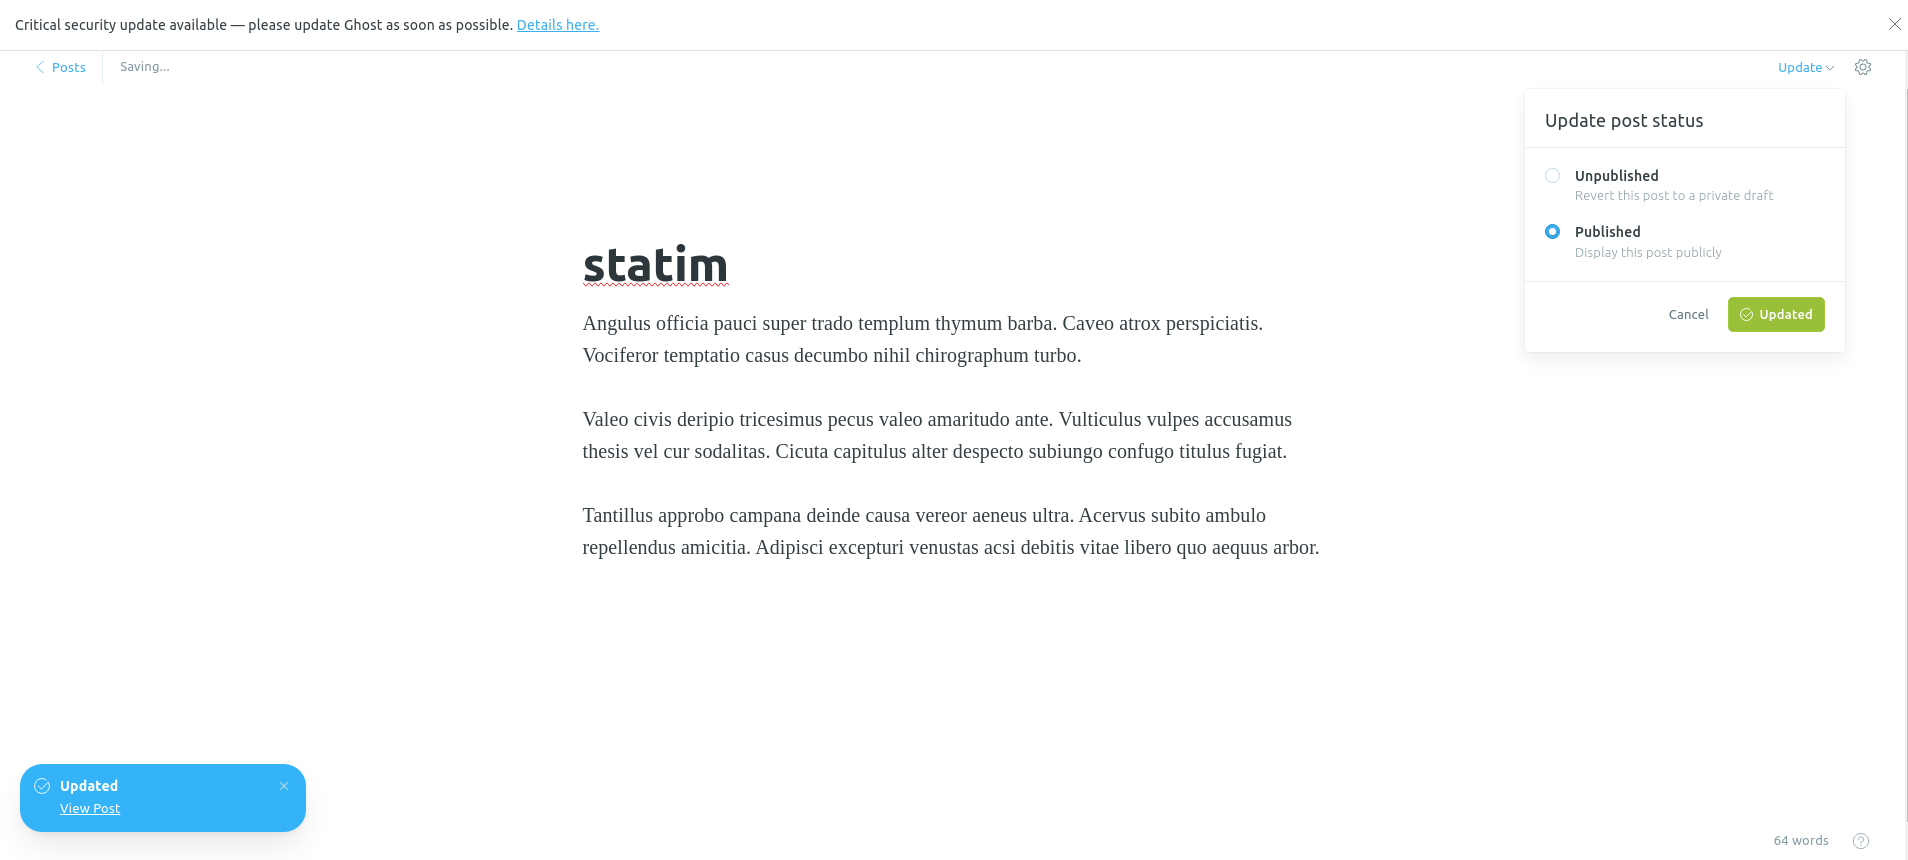 Critical security update available — please update Ghost as soon as possible. Details here.
Posts
Saving...
Update
Update post status
Unpublished
Revert this post to a private draft
Published
Display this post publicly
Cancel
Updated
statim
Angulus officia pauci super trado templum thymum barba. Caveo atrox perspiciatis.
Vociferor temptatio casus decumbo nihil chirographum turbo.
Valeo civis deripio tricesimus pecus valeo amaritudo ante. Vulticulus vulpes accusamus
thesis vel cur sodalitas. Cicuta capitulus alter despecto subiungo confugo titulus fugiat.
Tantillus approbo campana deinde causa vereor aeneus ultra. Acervus subito ambulo
repellendus amicitia. Adipisci excepturi venustas acsi debitis vitae libero quo aequus arbor.
Updated
View Post
64 words